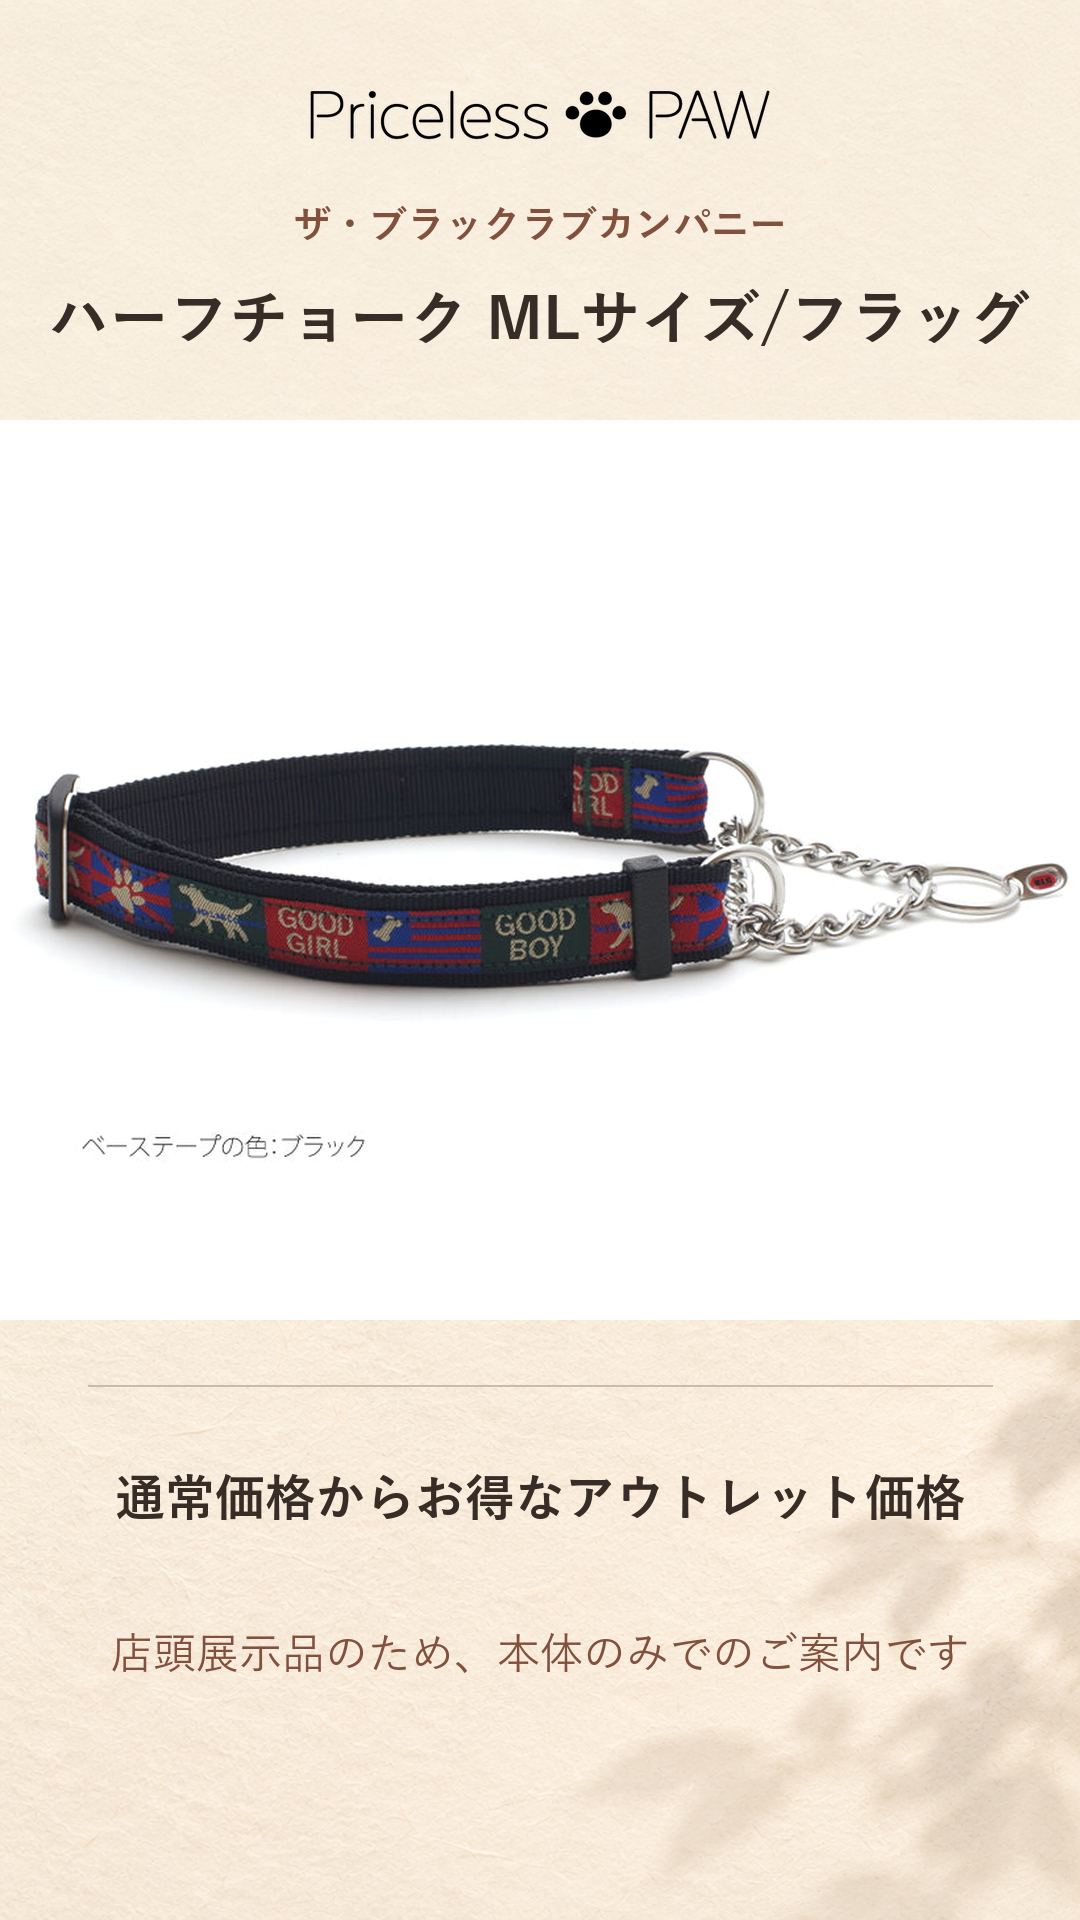 Priceless PAW
ザ・ブラックラブカンパニー
ハーフチョーク MLサイズ/フラッグ
GOOD
GIRL
GOOD
BOY
ベーステープの色：ブラック
通常価格からお得なアウトレット価格
店頭展示品のため、本体のみでのご案内です